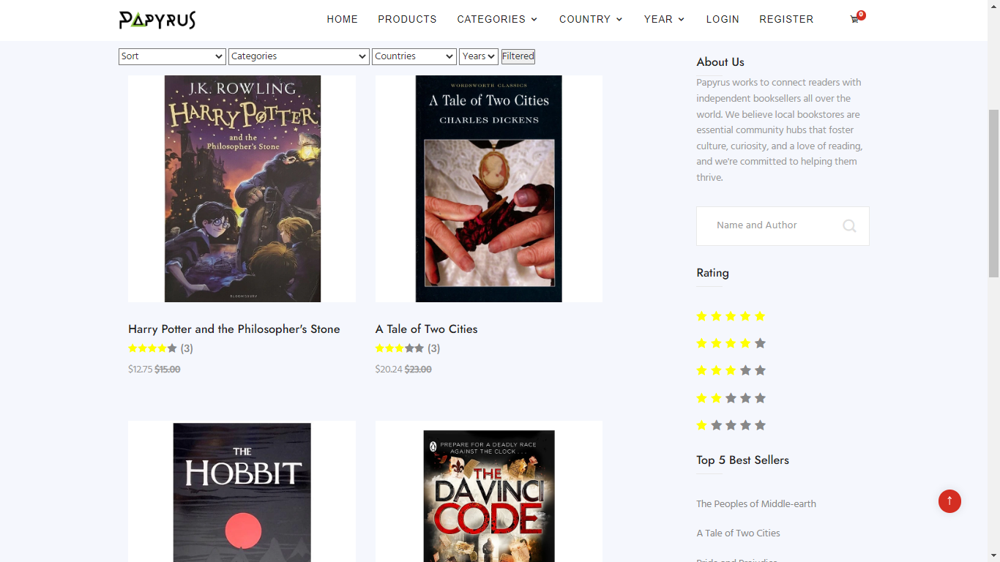 PAPYRUS
HOME PRODUCTS CATEGORIES COUNTRY YEAR LOGIN REGISTER 0
Sort Categories Countries Years Filtered
J.K. ROWLING
HARRY POTTER
and the
Philosopher's Stone
BLOOMSBURY
Harry Potter and the Philosopher's Stone
(3)
$12.75 $15.00
WORDSWORTH CLASSICS
A Tale of Two Cities
CHARLES DICKENS
A Tale of Two Cities
(3)
$20.24 $23.00
THE
HOBBIT
PREPARE FOR A DEADLY RACE
AGAINST THE CLOCK . . .
THE
DA VINCI
CODE
About Us
Papyrus works to connect readers with
independent booksellers all over the
world. We believe local bookstores are
essential community hubs that foster
culture, curiosity, and a love of reading,
and we're committed to helping them
thrive.
Name and Author
Rating
Top 5 Best Sellers
The Peoples of Middle-earth
A Tale of Two Cities
Pride and Prejudice
↑